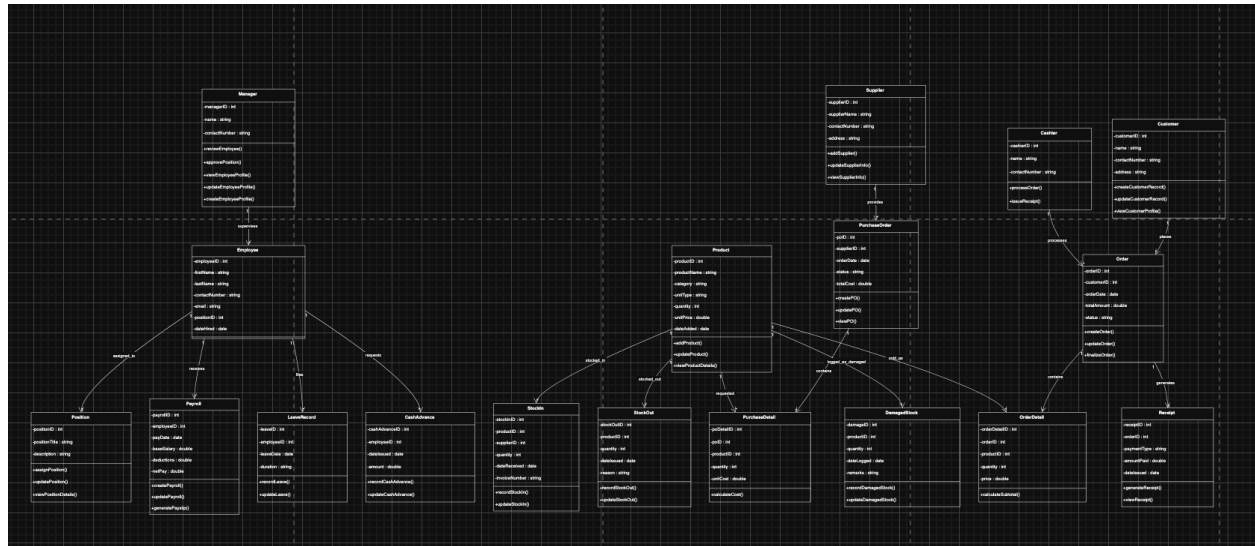 Manager
-managerID : int
-name : string
-contactNumber : string
+reviewEmployee()
+approvePosition()
+viewEmployeeProfile()
+updateEmployeeProfile()
+createEmployeeProfile()
supervises
Employee
-employeeID : int
-firstName : string
-lastName : string
-contactNumber : string
-email : string
-positionID : int
-dateHired : date
assigned_to
receives
files
requests
Position
-positionID : int
-positionTitle : string
-description : string
+assignPosition()
+updatePosition()
+viewPositionDetails()
Payroll
-payrollID : int
-employeeID : int
-payDate : date
-baseSalary : double
-deductions : double
-netPay : double
+createPayroll()
+updatePayroll()
+generatePayslip()
LeaveRecord
-leaveID : int
-employeeID : int
-leaveDate : date
-duration : string
+recordLeave()
+updateLeave()
CashAdvance
-cashAdvanceID : int
-employeeID : int
-dateIssued : date
-amount : double
+recordCashAdvance()
+updateCashAdvance()
Supplier
-supplierID : int
-supplierName : string
-contactNumber : string
-address : string
+addSupplier()
+updateSupplierInfo()
+viewSupplierInfo()
provides
PurchaseOrder
-poID : int
-supplierID : int
-orderDate : date
-status : string
-totalCost : double
+createPO()
+updatePO()
+viewPO()
contains
Product
-productID : int
-productName : string
-category : string
-unitType : string
-quantity : int
-unitPrice : double
-dateAdded : date
+addProduct()
+updateProduct()
+viewProductDetails()
stocked_in
stocked_out
requested
logged_as_damaged
sold_as
StockIn
-stockInID : int
-productID : int
-supplierID : int
-quantity : int
-dateReceived : date
-invoiceNumber : string
+recordStockIn()
+updateStockIn()
StockOut
-stockOutID : int
-productID : int
-quantity : int
-dateIssued : date
-reason : string
+recordStockOut()
+updateStockOut()
PurchaseDetail
-poDetailID : int
-poID : int
-productID : int
-quantity : int
-unitCost : double
+calculateCost()
DamagedStock
-damageID : int
-productID : int
-quantity : int
-dateLogged : date
-remarks : string
+recordDamagedStock()
+updateDamagedStock()
Cashier
-cashierID : int
-name : string
-contactNumber : string
+processOrder()
+issueReceipt()
processes
Customer
-customerID : int
-name : string
-contactNumber : string
-address : string
+createCustomerRecord()
+updateCustomerRecord()
+viewCustomerProfile()
places
Order
-orderID : int
-customerID : int
-orderDate : date
-totalAmount : double
-status : string
+createOrder()
+updateOrder()
+finalizeOrder()
contains
generates
OrderDetail
-orderDetailID : int
-orderID : int
-productID : int
-quantity : int
-price : double
+calculateSubtotal()
Receipt
-receiptID : int
-orderID : int
-paymentType : string
-amountPaid : double
-dateIssued : date
+generateReceipt()
+viewReceipt()